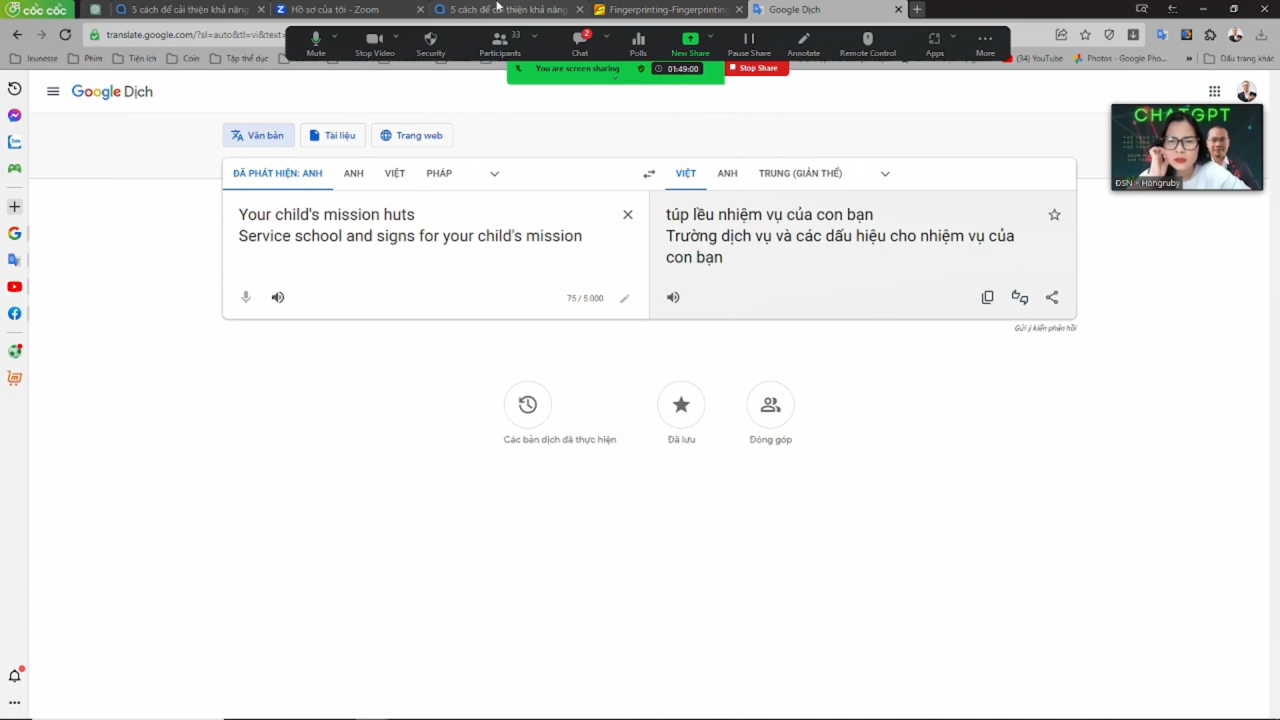 cốc cốc
5 cách để cải thiện khả năng
Hồ sơ của tôi - Zoom
5 cách để cải thiện khả năng
Fingerprinting-Fingerprinting
Google Dịch
translate.google.com/?sl=auto&tl=vi&text=
Mute
Stop Video
Security
Participants
33
Chat
2
Polls
New Share
Pause Share
Annotate
Remote Control
Apps
More
Jeunesse
Phim
Tiện ích
Coin
Tập thể dục
(34) YouTube
Photos - Google Pho...
Dấu trang khác
You are screen sharing
01:49:00
Stop Share
Google Dịch
CHATGPT
ĐSN - Hongruby
Văn bản
Tài liệu
Trang web
ĐÃ PHÁT HIỆN: ANH
ANH
VIỆT
PHÁP
VIỆT
ANH
TRUNG (GIẢN THỂ)
Your child's mission huts
Service school and signs for your child's mission
75 / 5.000
túp lều nhiệm vụ của con bạn
Trường dịch vụ và các dấu hiệu cho nhiệm vụ của
con bạn
Gửi ý kiến phản hồi
Các bản dịch đã thực hiện
Đã lưu
Đóng góp